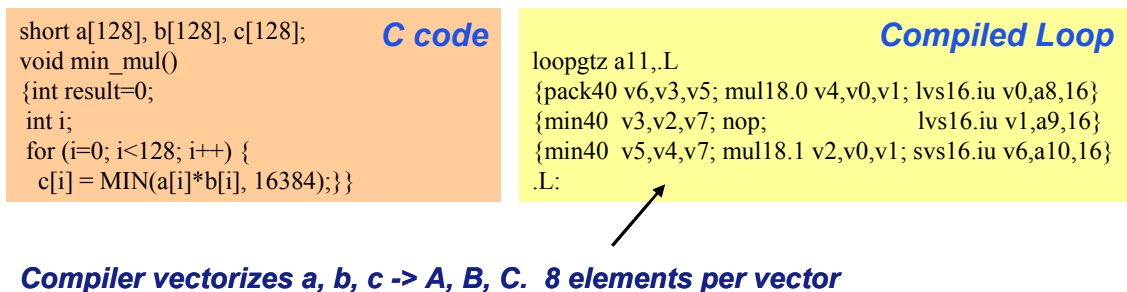 C code
short a[128], b[128], c[128];
void min_mul()
{int result=0;
int i;
for (i=0; i<128; i++) {
c[i] = MIN(a[i]*b[i], 16384);}}
Compiled Loop
loopgtz a11,.L
{pack40 v6,v3,v5; mul18.0 v4,v0,v1; lvs16.iu v0,a8,16}
{min40 v3,v2,v7; nop; lvs16.iu v1,a9,16}
{min40 v5,v4,v7; mul18.1 v2,v0,v1; svs16.iu v6,a10,16}
.L:
Compiler vectorizes a, b, c -> A, B, C. 8 elements per vector